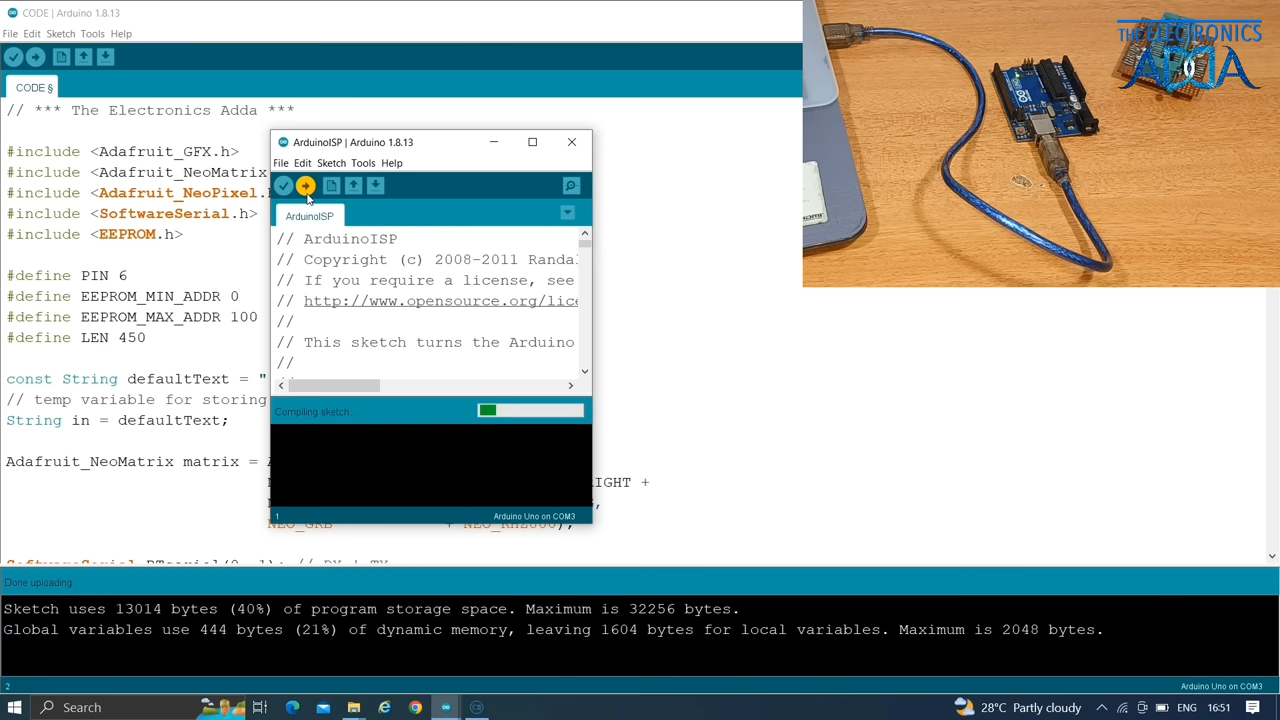 CODE | Arduino 1.8.13
File Edit Sketch Tools Help
CODE §
// *** The Electronics Adda ***
#include <Adafruit_GFX.h>
#include <Adafruit_NeoMatrix
#include <Adafruit_NeoPixel.
#include <SoftwareSerial.h>
#include <EEPROM.h>
#define PIN 6
#define EEPROM_MIN_ADDR 0
#define EEPROM_MAX_ADDR 100
#define LEN 450
const String defaultText = "
// temp variable for storing
String in = defaultText;
Adafruit_NeoMatrix matrix =
IGHT +
NEO_GRB + NEO_KHZ800);
ArduinoISP | Arduino 1.8.13
File Edit Sketch Tools Help
ArduinoISP
// ArduinoISP
// Copyright (c) 2008-2011 Randal
// If you require a license, see
// http://www.opensource.org/lice
//
// This sketch turns the Arduino
//
Compiling sketch...
1
Arduino Uno on COM3
THE ELECTRONICS
ADDA
Done uploading.
Sketch uses 13014 bytes (40%) of program storage space. Maximum is 32256 bytes.
Global variables use 444 bytes (21%) of dynamic memory, leaving 1604 bytes for local variables. Maximum is 2048 bytes.
2
Arduino Uno on COM3
Search
28°C Partly cloudy
ENG
16:51